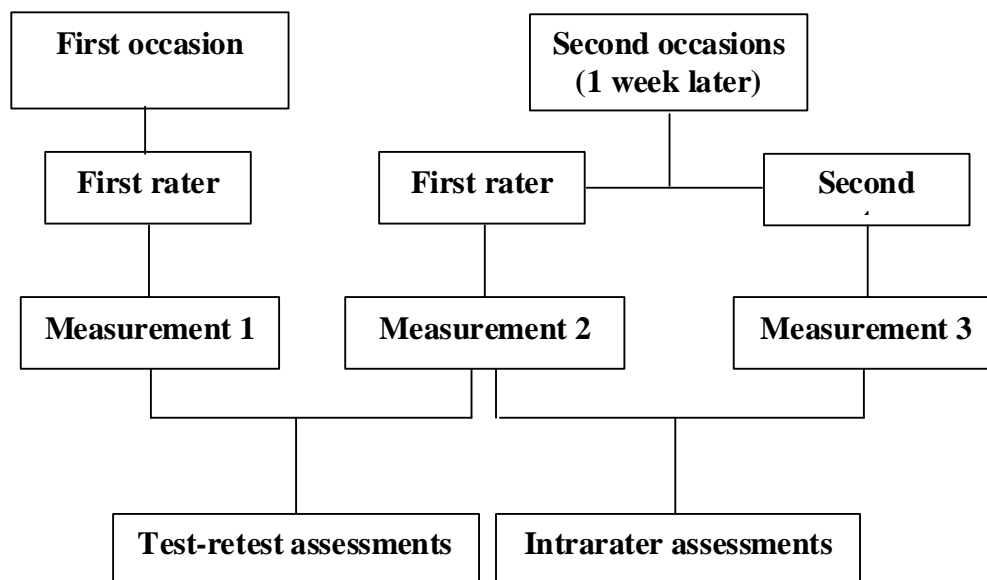 First occasion
Second occasions
(1 week later)
First rater
First rater
Second
Measurement 1
Measurement 2
Measurement 3
Test-retest assessments
Intrarater assessments